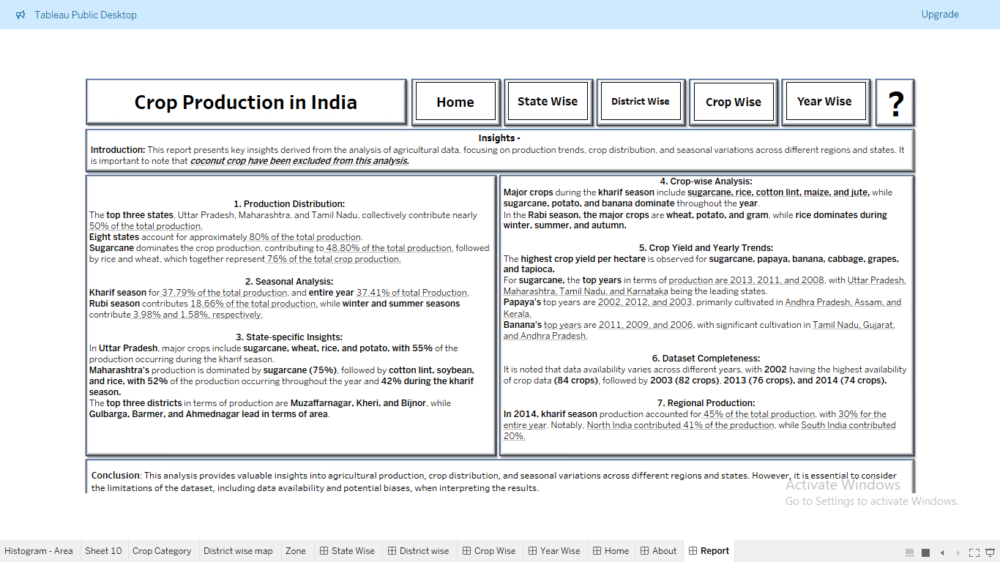 Tableau Public Desktop
Upgrade
Crop Production in India
Home
State Wise
District Wise
Crop Wise
Year Wise
?
Insights -
Introduction: This report presents key insights derived from the analysis of agricultural data, focusing on production trends, crop distribution, and seasonal variations across different regions and states. It
is important to note that coconut crop have been excluded from this analysis.
1. Production Distribution:
The top three states, Uttar Pradesh, Maharashtra, and Tamil Nadu, collectively contribute nearly
50% of the total production.
Eight states account for approximately 80% of the total production.
Sugarcane dominates the crop production, contributing to 48.80% of the total production, followed
by rice and wheat, which together represent 76% of the total crop production.
2. Seasonal Analysis:
Kharif season for 37.79% of the total production, and entire year 37.41% of total Production.
Rubi season contributes 18.66% of the total production, while winter and summer seasons
contribute 3.98% and 1.58%, respectively.
3. State-specific Insights:
In Uttar Pradesh, major crops include sugarcane, wheat, rice, and potato, with 55% of the
production occurring during the kharif season.
Maharashtra's production is dominated by sugarcane (75%), followed by cotton lint, soybean,
and rice, with 52% of the production occurring throughout the year and 42% during the kharif
season.
The top three districts in terms of production are Muzaffarnagar, Kheri, and Bijnor, while
Gulbarga, Barmer, and Ahmednagar lead in terms of area.
4. Crop-wise Analysis:
Major crops during the kharif season include sugarcane, rice, cotton lint, maize, and jute, while
sugarcane, potato, and banana dominate throughout the year.
In the Rabi season, the major crops are wheat, potato, and gram, while rice dominates during
winter, summer, and autumn.
5. Crop Yield and Yearly Trends:
The highest crop yield per hectare is observed for sugarcane, papaya, banana, cabbage, grapes,
and tapioca.
For sugarcane, the top years in terms of production are 2013, 2011, and 2008, with Uttar Pradesh,
Maharashtra, Tamil Nadu, and Karnataka being the leading states.
Papaya's top years are 2002, 2012, and 2003, primarily cultivated in Andhra Pradesh, Assam, and
Kerala.
Banana's top years are 2011, 2009, and 2006, with significant cultivation in Tamil Nadu, Gujarat,
and Andhra Pradesh.
6. Dataset Completeness:
It is noted that data availability varies across different years, with 2002 having the highest availability
of crop data (84 crops), followed by 2003 (82 crops), 2013 (76 crops), and 2014 (74 crops).
7. Regional Production:
In 2014, kharif season production accounted for 45% of the total production, with 30% for the
entire year. Notably, North India contributed 41% of the production, while South India contributed
20%.
Conclusion: This analysis provides valuable insights into agricultural production, crop distribution, and seasonal variations across different regions and states. However, it is essential to consider
the limitations of the dataset, including data availability and potential biases, when interpreting the results.
Activate Windows
Go to Settings to activate Windows.
Histogram - Area
Sheet 10
Crop Category
District wise map
Zone
State Wise
District wise
Crop Wise
Year Wise
Home
About
Report